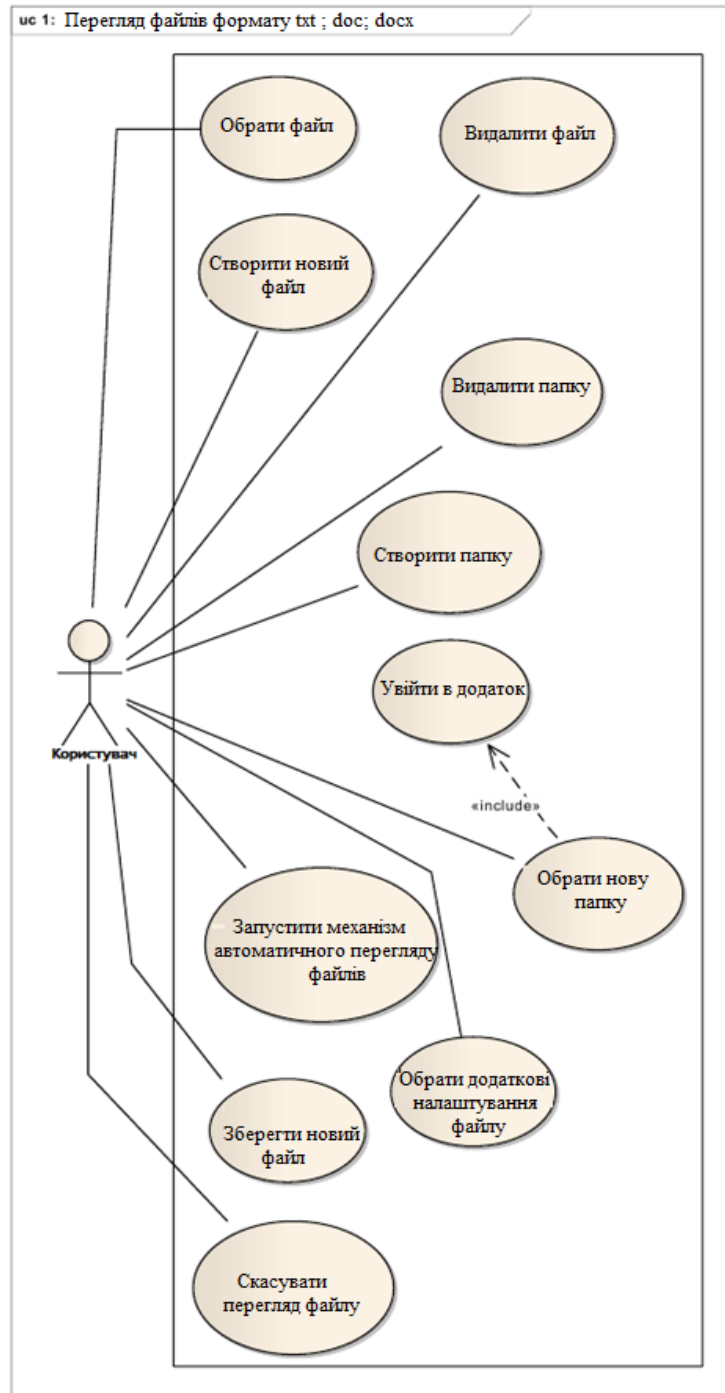 uc 1: Перегляд файлів формату txt ; doc; docx
Обрати файл
Видалити файл
Створити новий
файл
Видалити папку
Створити папку
Увійти в додаток
Користувач
«include»
Обрати нову
папку
Запустити механізм
автоматичного перегляду
файлів
Обрати додаткові
налаштування
файлу
Зберегти новий
файл
Скасувати
перегляд файлу